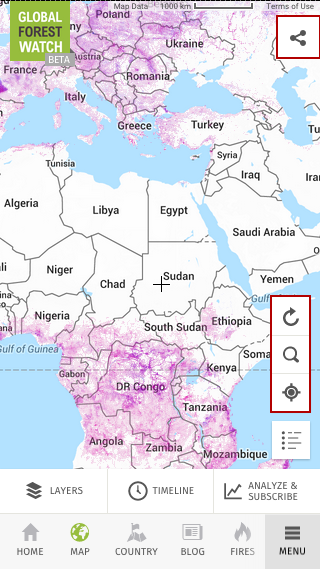 Poland
Map Data
1000 km
Terms of Use
GLOBAL
FOREST
WATCH
BETA
Ukraine
France
Austria
Romania
Italy
Greece
Turkey
Tunisia
Syria
Iraq
Algeria
Libya
Egypt
Saudi Arabia
Niger
Chad
Sudan
Yemen
Nigeria
South Sudan
Ethiopia
Gulf of Guinea
Gabon
DR Congo
Kenya
Tanzania
Angola
Zambia
Mozambique
LAYERS
TIMELINE
ANALYZE &
SUBSCRIBE
HOME
MAP
COUNTRY
BLOG
FIRES
MENU